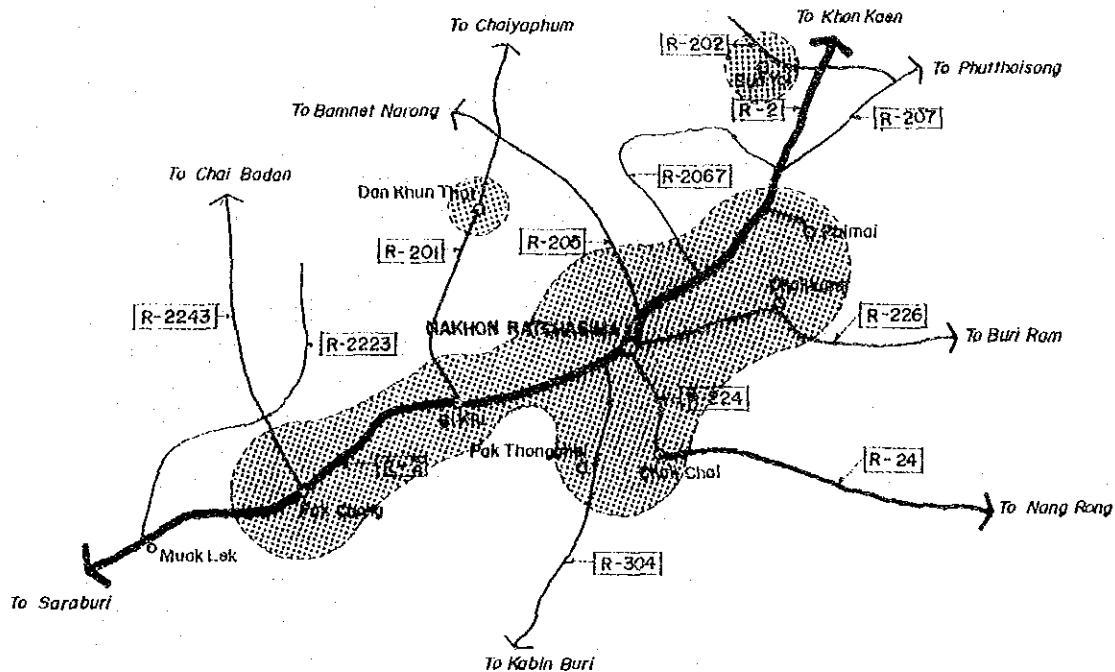 To Khon Kaen
To Chaiyaphum
R-202
To Phutthaisong
To Bamnet Narong
R-2
R-207
To Chai Badan
R-2067
Dan Khun Thot
R-201
R-205
Phimai
R-2243
NAKHON RATCHASIMA
R-226
R-2223
To Buri Ram
R-224
Pak Thongchai
Chok Chai
R-24
Pak Chong
To Nang Rong
Muak Lek
R-304
To Saraburi
To Kabin Buri